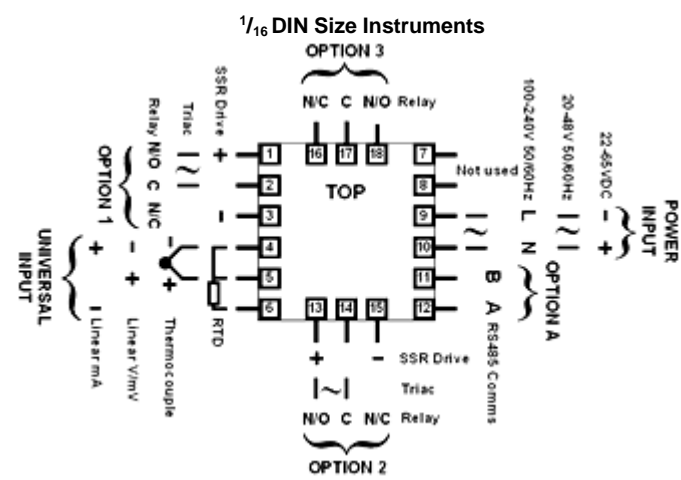 1/16 DIN Size Instruments
OPTION 3
N/C C N/O Relay
16 17 18
TOP
SSR Drive + -
Triac
Relay N/O C N/C
OPTION 1
1
2
3
4
5
6
UNIVERSAL INPUT
+ - Linear mA
- + Linear V/mV
- + Thermocouple
RTD
7
8
9
10
11
12
Not used
100-240V 50/60Hz
L N
20-48V 50/60Hz
22-65VDC
- +
POWER INPUT
B A RS485 Comms
OPTION A
13 14 15
+ - SSR Drive
Triac
N/O C N/C Relay
OPTION 2